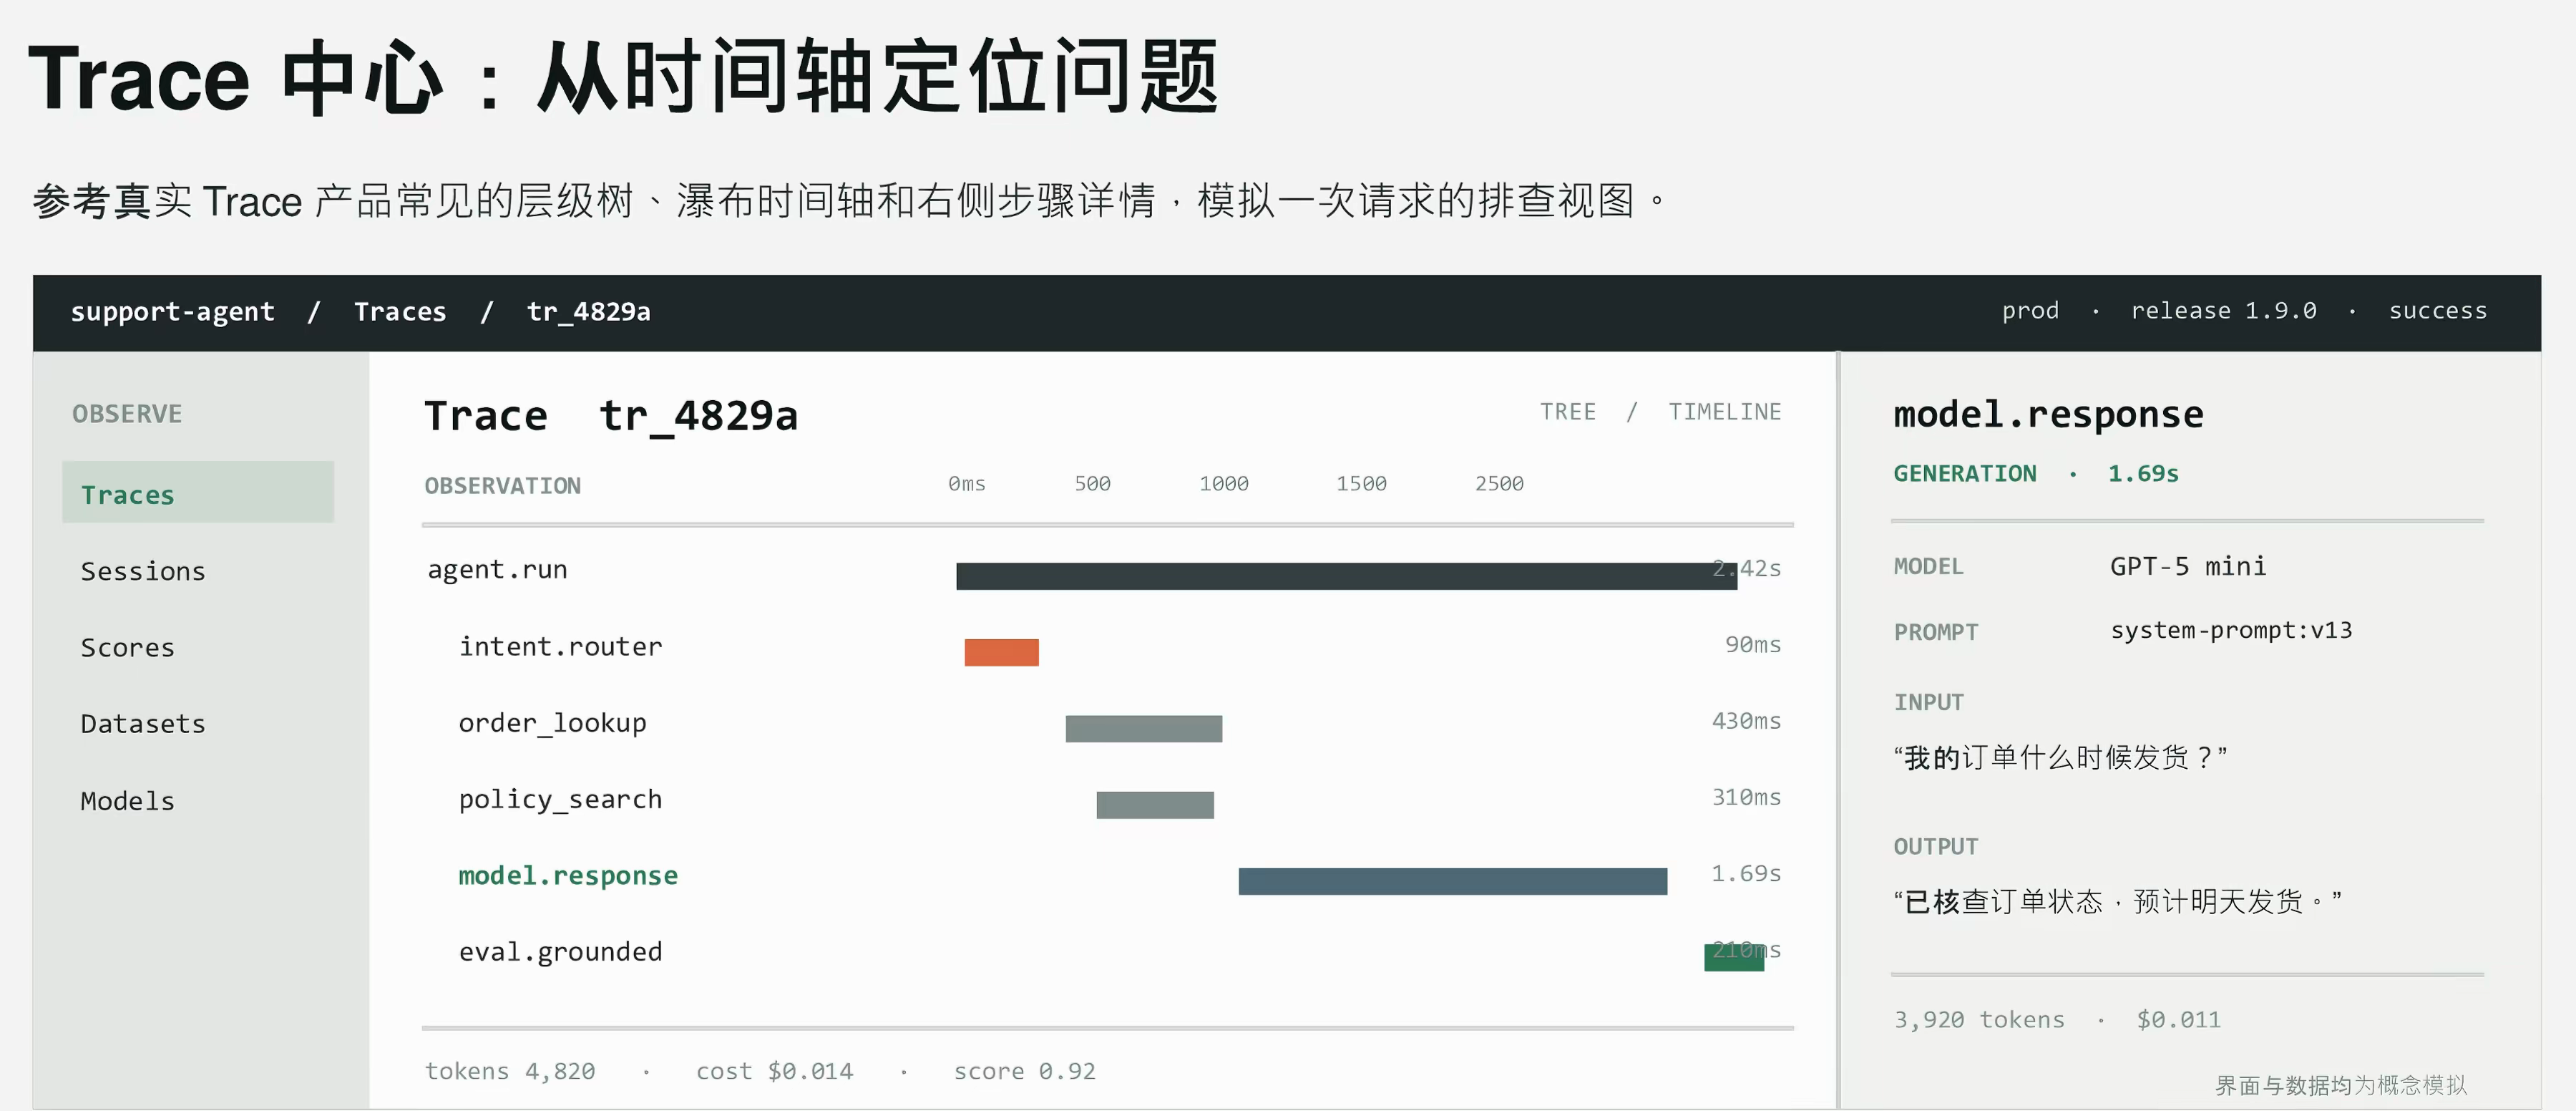 Trace 中心：从时间轴定位问题
参考真实 Trace 产品常见的层级树、瀑布时间轴和右侧步骤详情，模拟一次请求的排查视图。
support-agent / Traces / tr_4829a
prod · release 1.9.0 · success
OBSERVE
Traces
Sessions
Scores
Datasets
Models
Trace tr_4829a
TREE / TIMELINE
OBSERVATION 0ms 500 1000 1500 2500
agent.run 2.42s
intent.router 90ms
order_lookup 430ms
policy_search 310ms
model.response 1.69s
eval.grounded 210ms
tokens 4,820 · cost $0.014 · score 0.92
model.response
GENERATION · 1.69s
MODEL GPT-5 mini
PROMPT system-prompt:v13
INPUT
“我的订单什么时候发货？”
OUTPUT
“已核查订单状态，预计明天发货。”
3,920 tokens · $0.011
界面与数据均为概念模拟